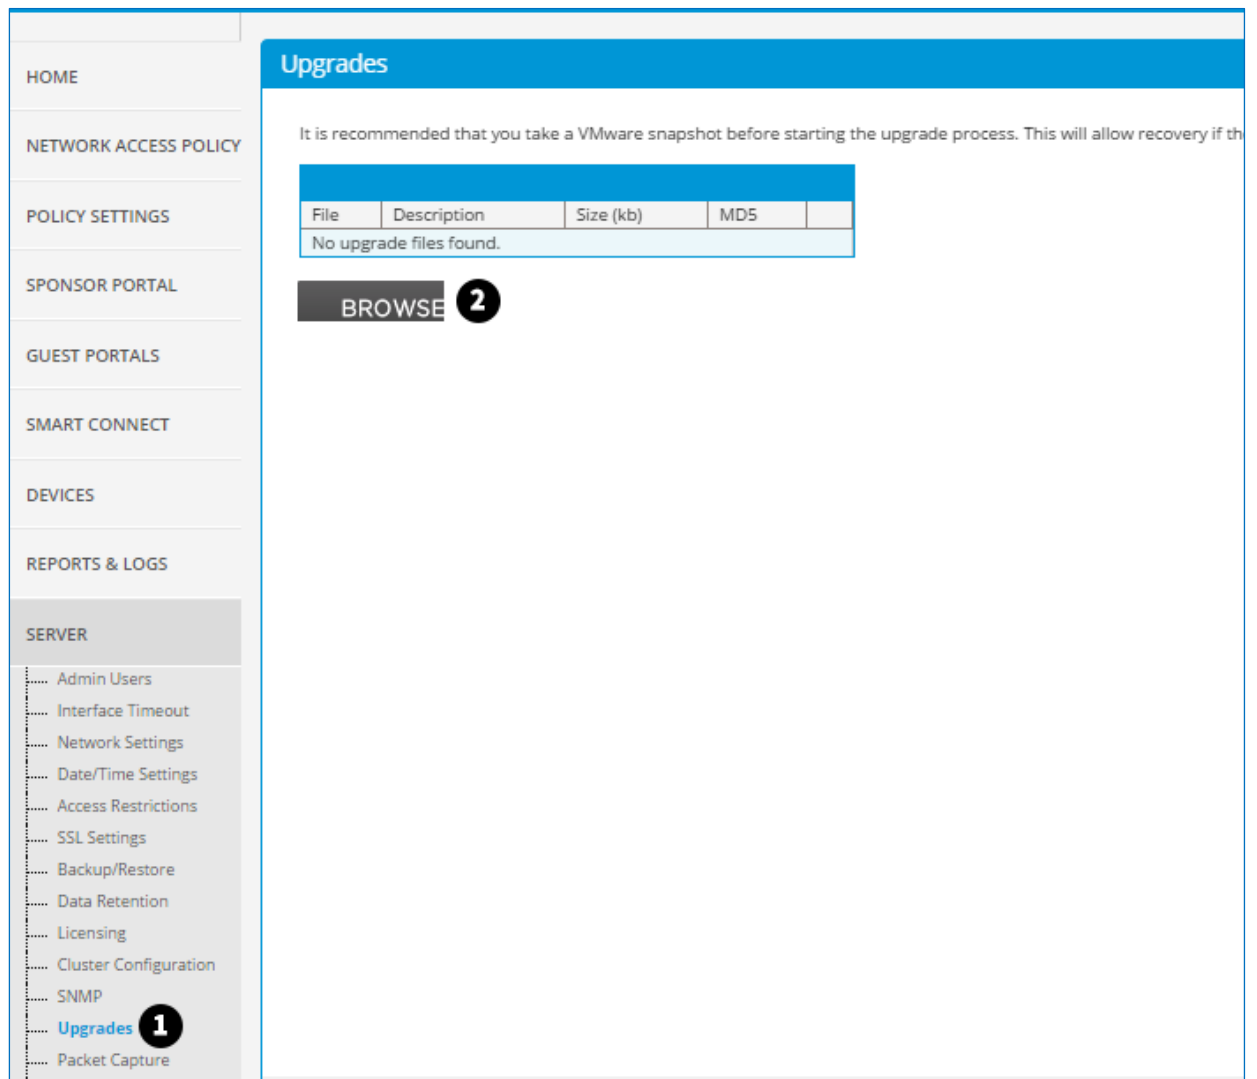 HOME
NETWORK ACCESS POLICY
POLICY SETTINGS
SPONSOR PORTAL
GUEST PORTALS
SMART CONNECT
DEVICES
REPORTS & LOGS
SERVER
Admin Users
Interface Timeout
Network Settings
Date/Time Settings
Access Restrictions
SSL Settings
Backup/Restore
Data Retention
Licensing
Cluster Configuration
SNMP
Upgrades 1
Packet Capture
Upgrades
It is recommended that you take a VMware snapshot before starting the upgrade process. This will allow recovery if th
File Description Size (kb) MD5
No upgrade files found.
BROWSE 2